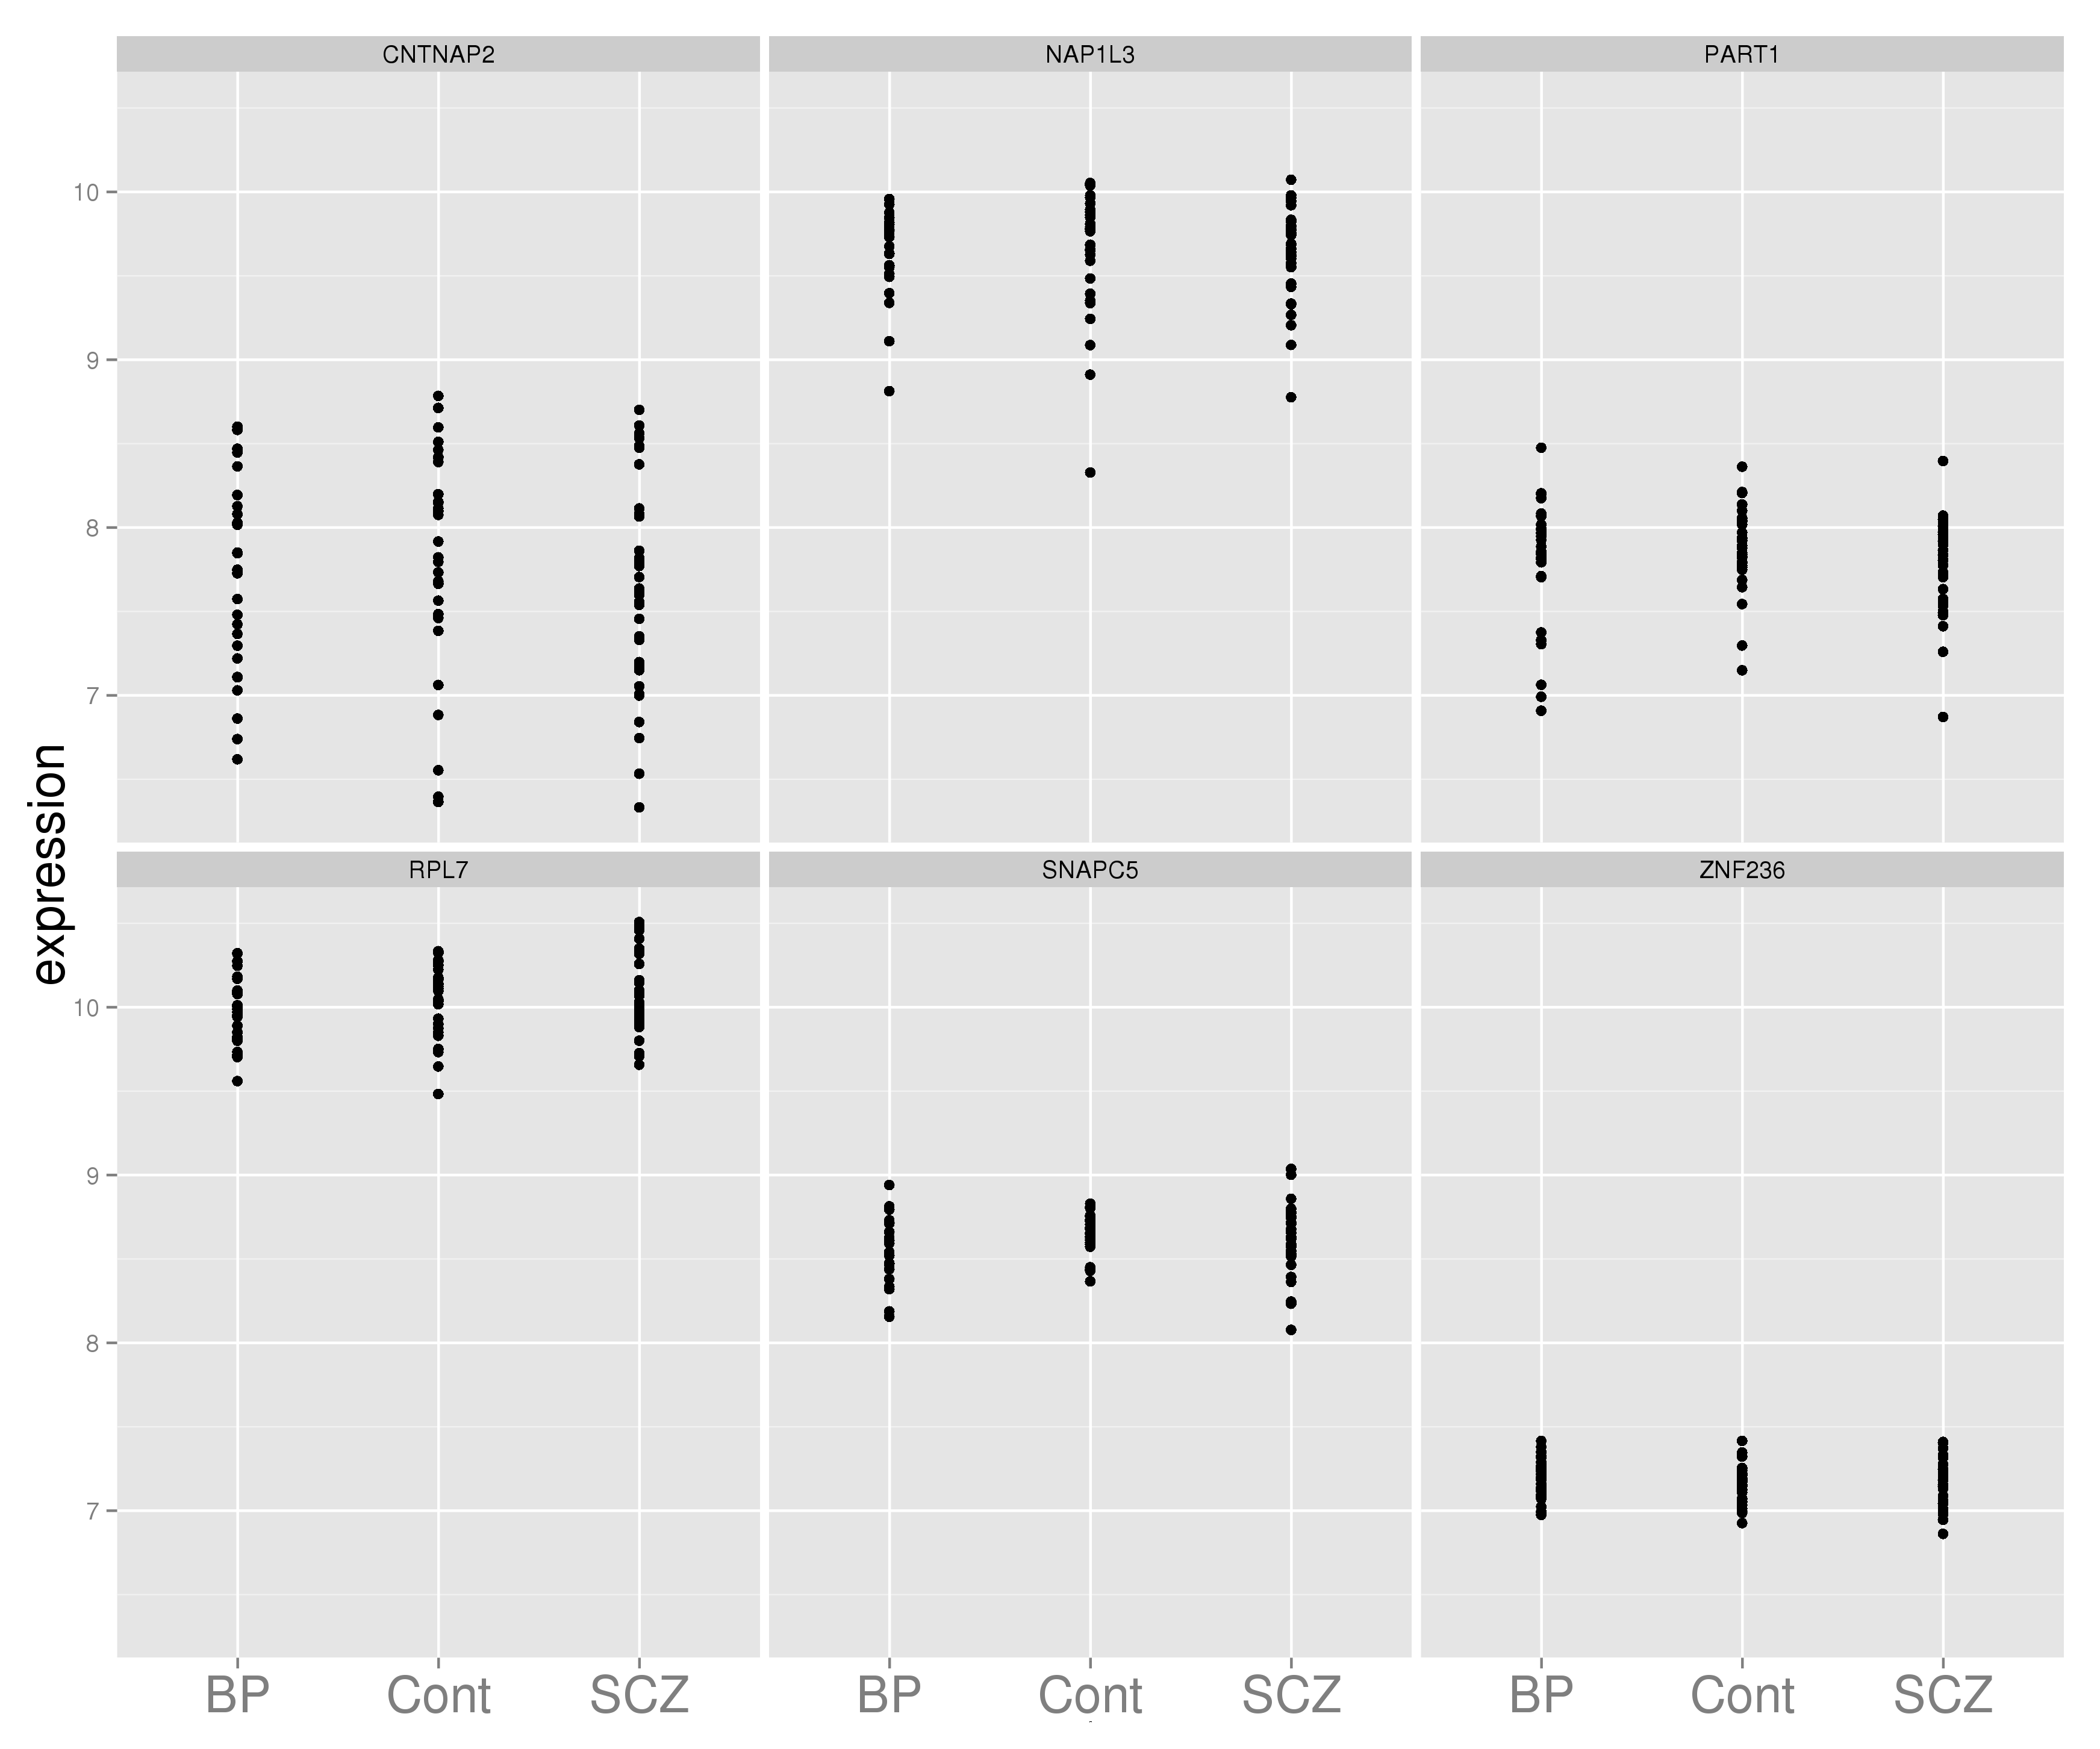 CNTNAP2 NAP1L3 PART1
10
9
8
7
expression
RPL7 SNAPC5 ZNF236
10
9
8
7
BP Cont SCZ BP Cont SCZ BP Cont SCZ